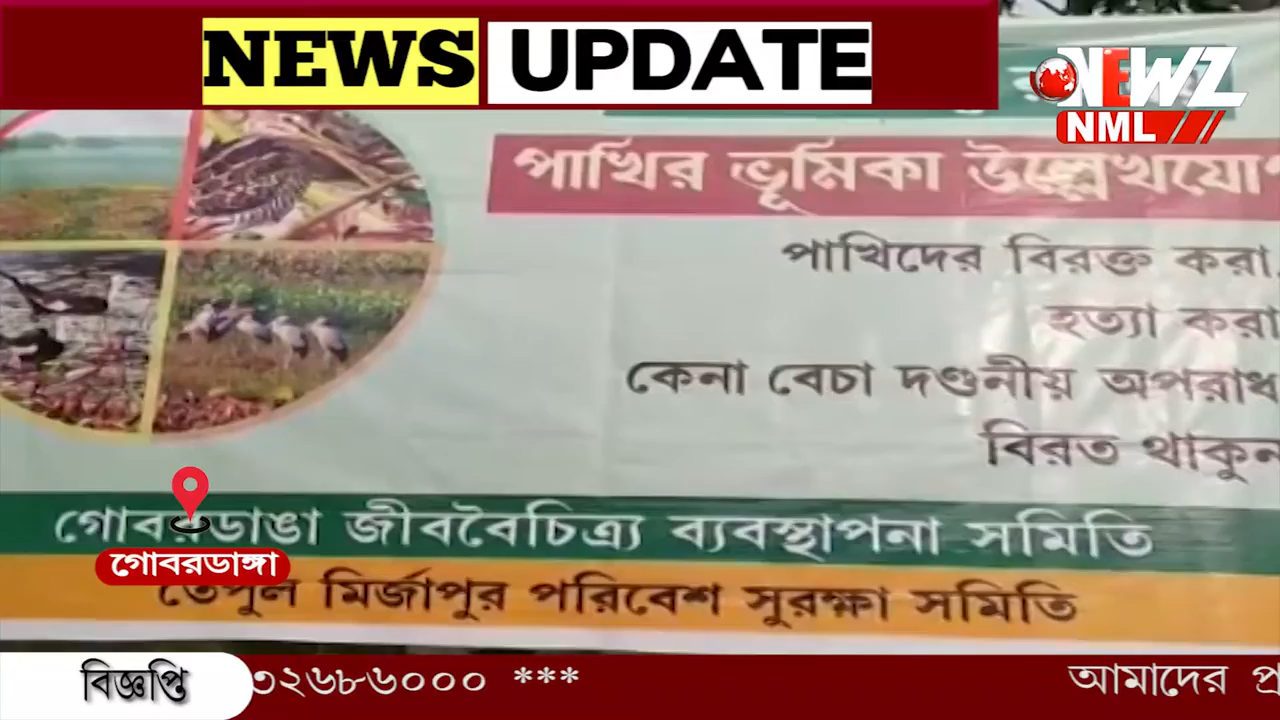 NEWS UPDATE
NEWZ
NML
পাখির ভূমিকা উল্লেখযো
পাখিদের বিরক্ত করা,
হত্যা করা
কেনা বেচা দণ্ডনীয় অপরাধ
বিরত থাকুন
গোবরডাঙা জীববৈচিত্র্য ব্যবস্থাপনা সমিতি
গোবরডাঙ্গা
তেপুল মির্জাপুর পরিবেশ সুরক্ষা সমিতি
বিজ্ঞপ্তি
৩২৬৮৬০০০ ***
আমাদের প্র